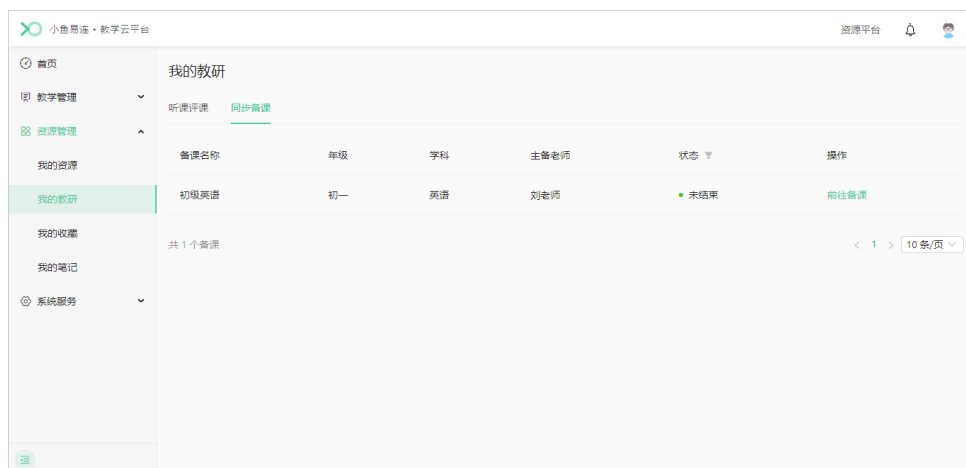 小鱼易连·教学云平台
资源平台
首页
教学管理
资源管理
我的资源
我的教研
我的收藏
我的笔记
系统服务
我的教研
听课评课 同步备课
备课名称 年级 学科 主备老师 状态 操作
初级英语 初一 英语 刘老师 未结束 前往备课
共 1 个备课
< 1 > 10 条/页